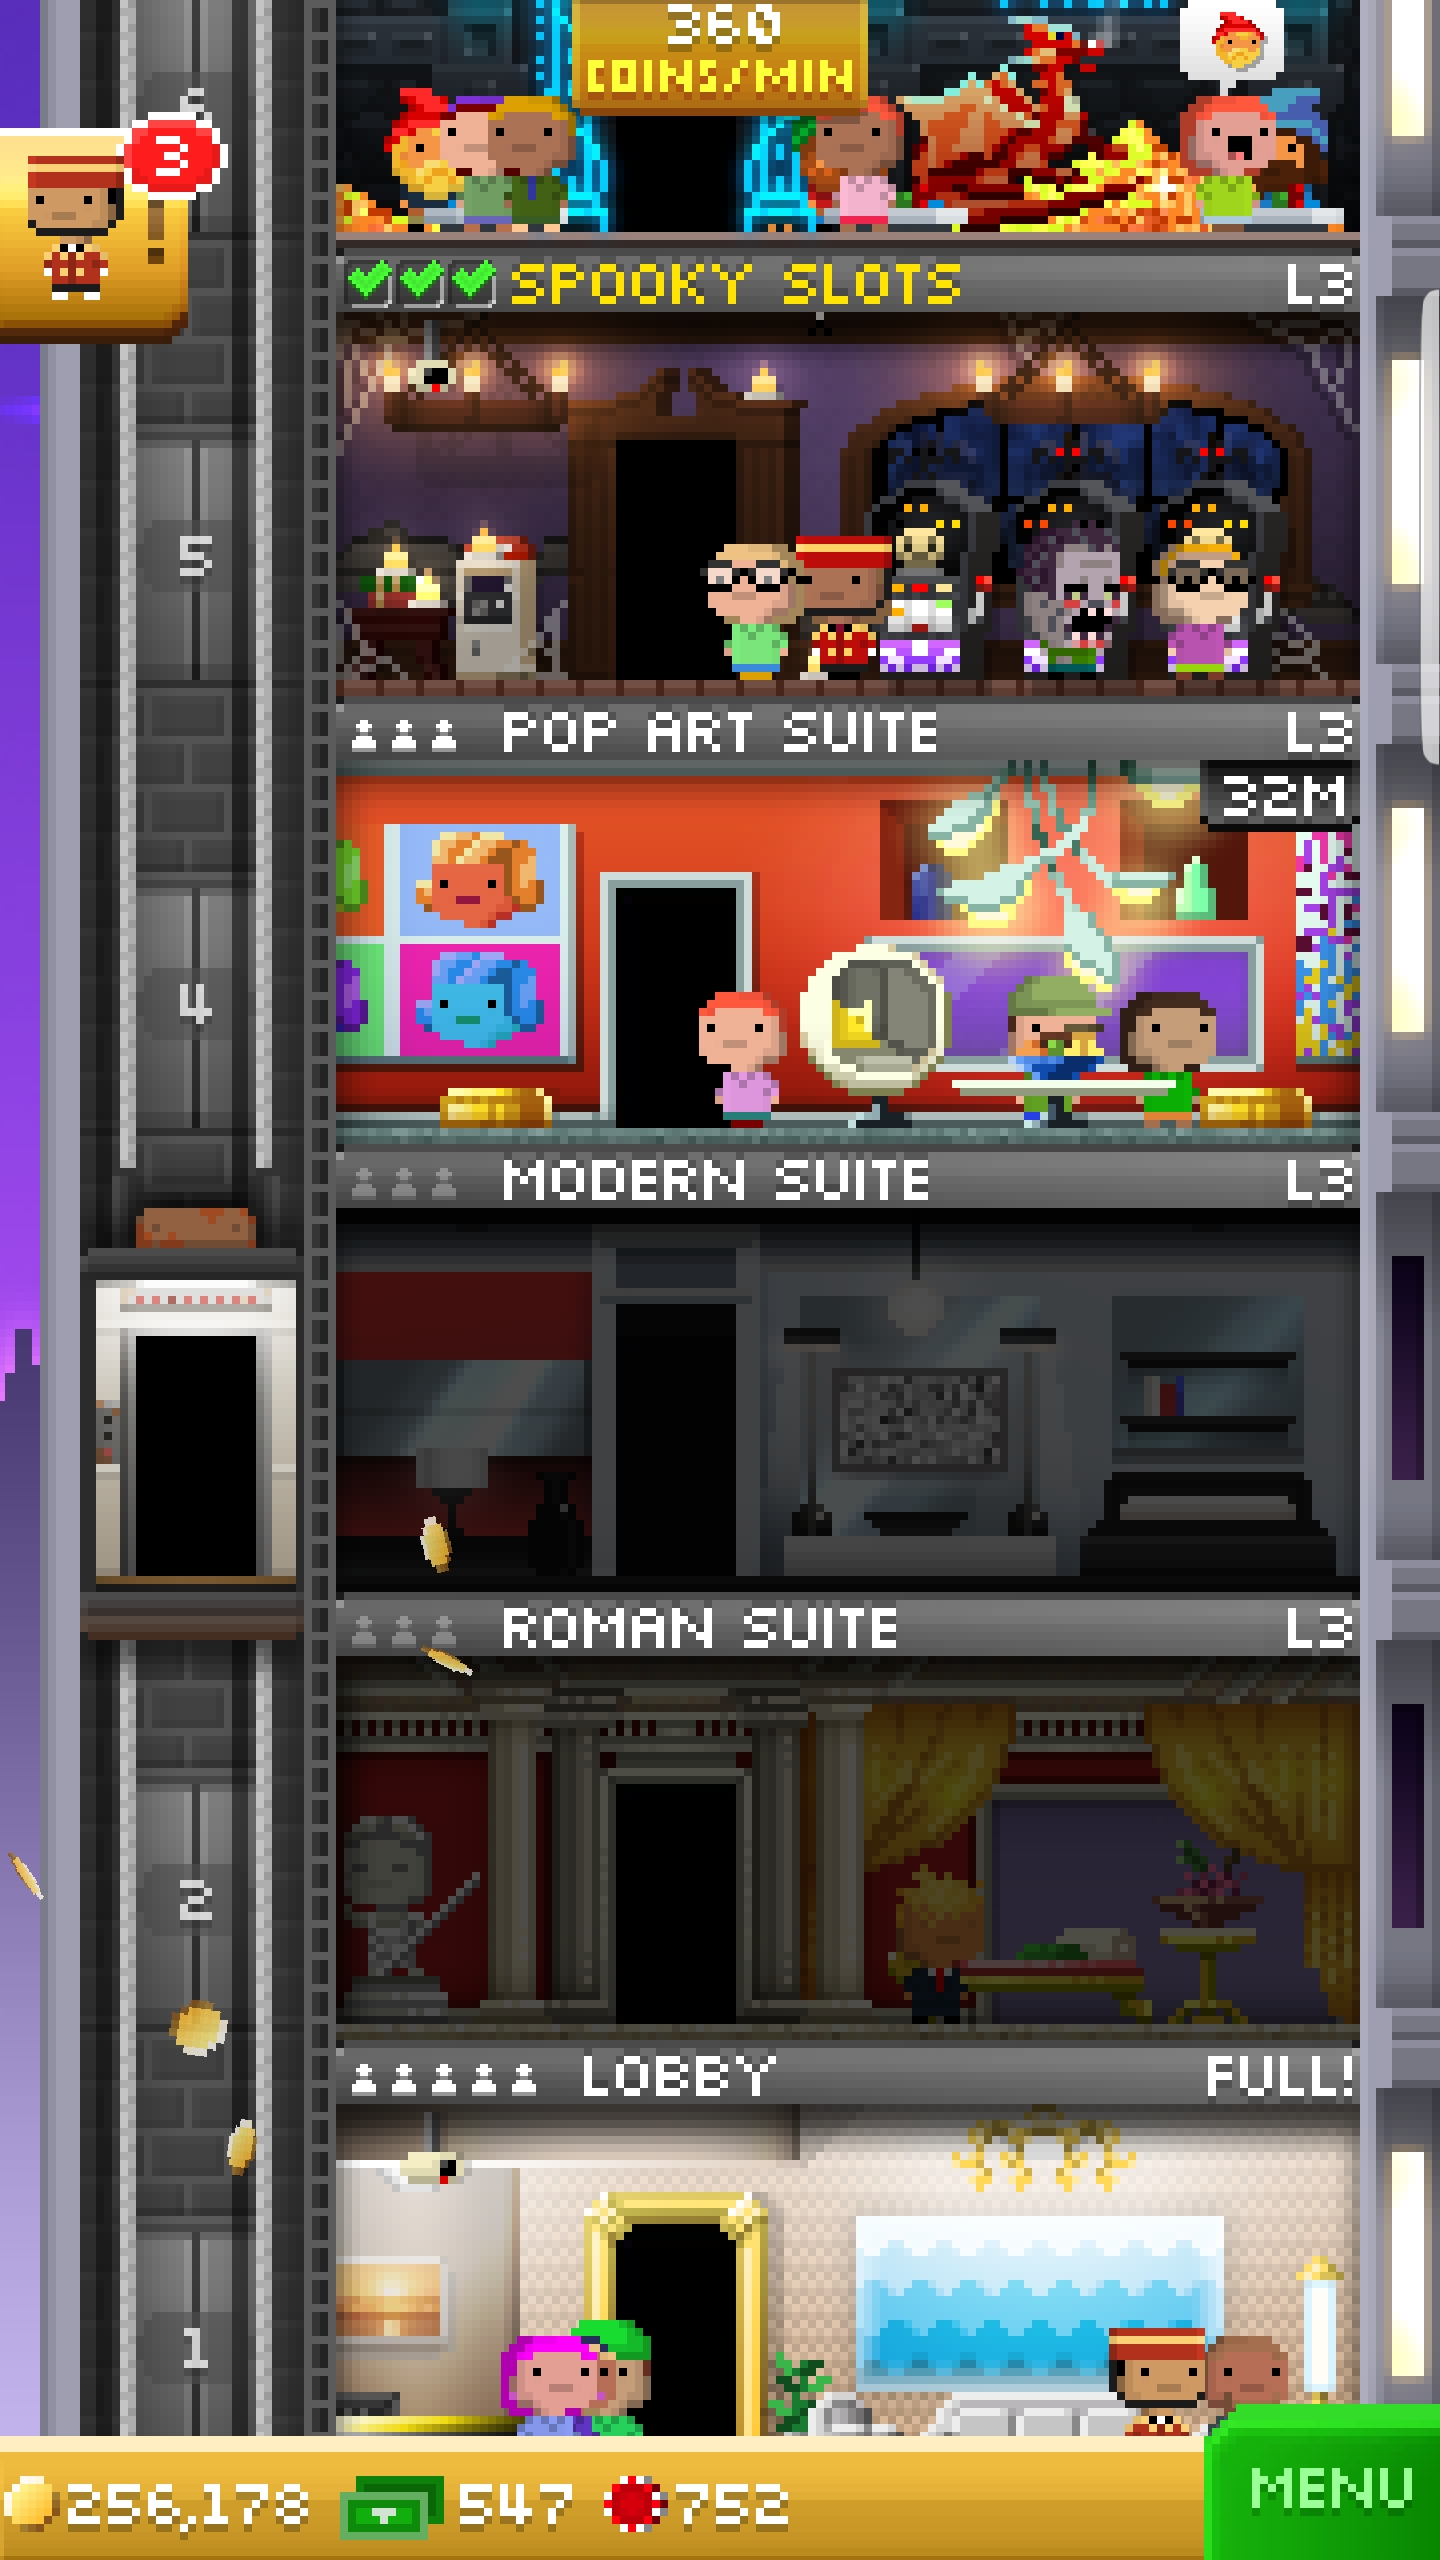 360
COINS/MIN
3
SPOOKY SLOTS L3
5
POP ART SUITE L3
32M
4
MODERN SUITE L3
ROMAN SUITE L3
2
LOBBY FULL!
1
256,178 547 752
MENU